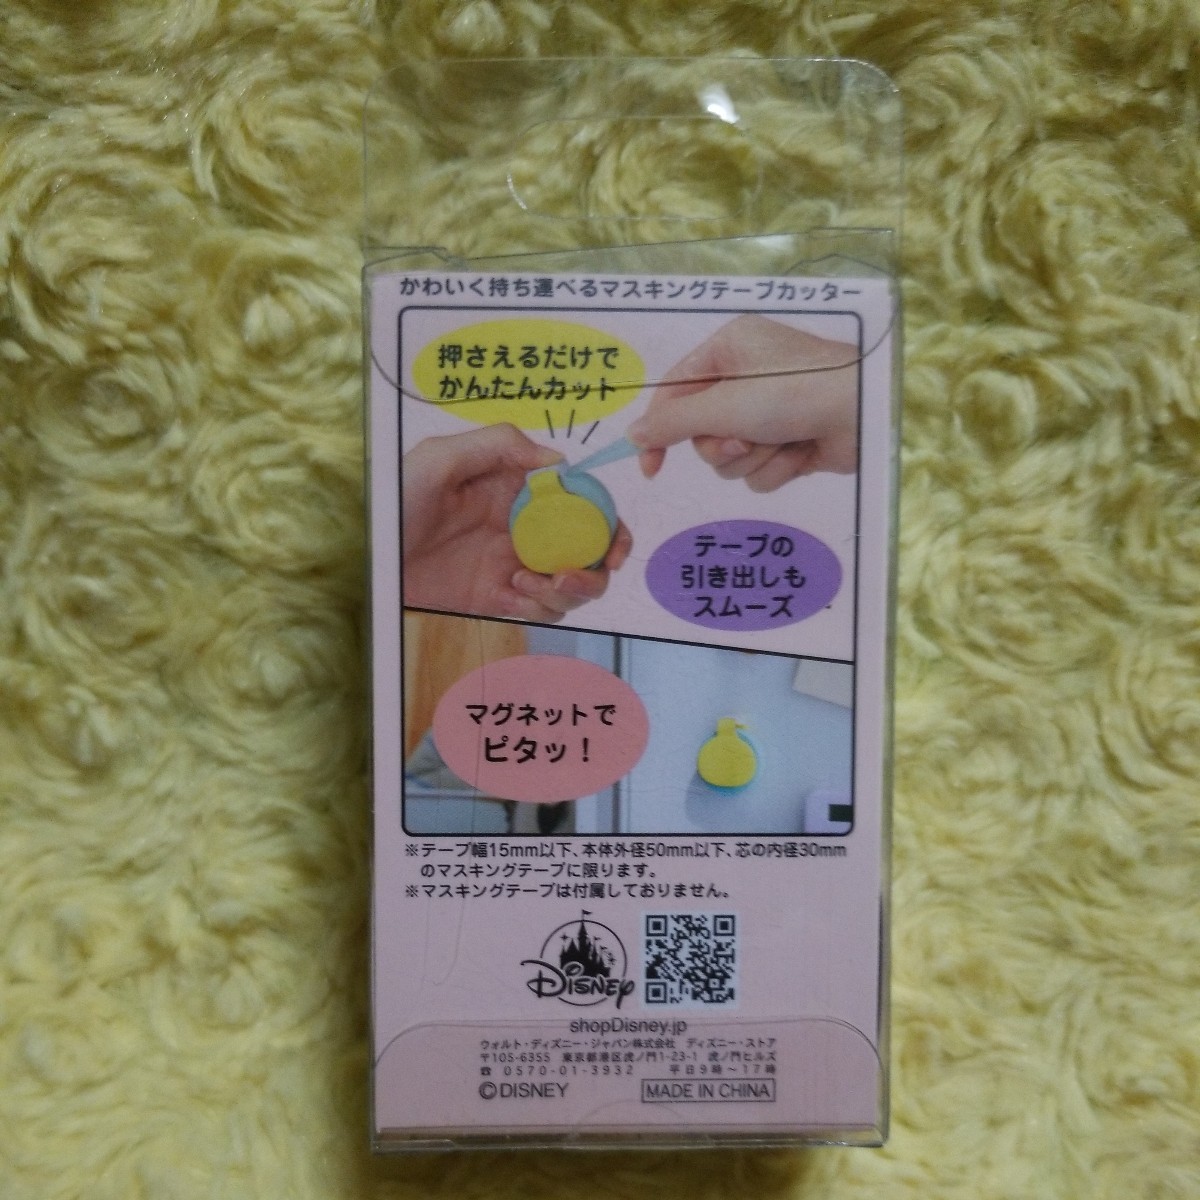 かわいく持ち運べるマスキングテープカッター
押さえるだけで
かんたんカット
テープの
引き出しも
スムーズ
マグネットで
ピタッ!
※テープ幅15mm以下、本体外径50mm以下、芯の内径30mm
のマスキングテープに限ります。
※マスキングテープは付属しておりません。
DISNEY
shopDisney.jp
ウォルト・ディズニー・ジャパン株式会社 ディズニー・ストア
〒105-6355 東京都港区虎ノ門1-23-1 虎ノ門ヒルズ
☎ 0570-01-3932 平日9時~17時
©DISNEY MADE IN CHINA